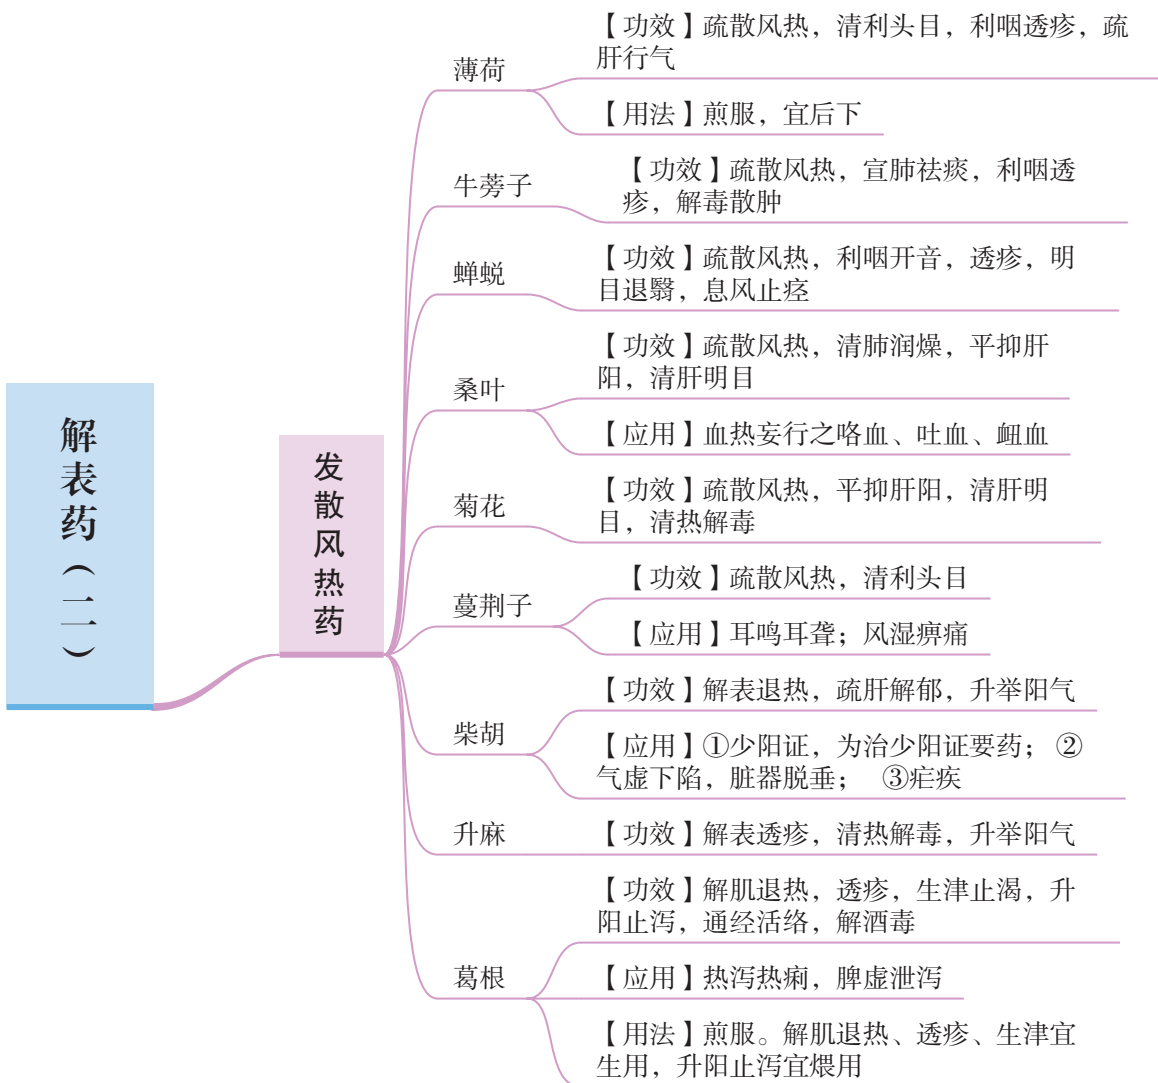 解表药（二）
发散风热药
薄荷
【功效】疏散风热，清利头目，利咽透疹，疏
肝行气
【用法】煎服，宜后下
牛蒡子
【功效】疏散风热，宣肺祛痰，利咽透
疹，解毒散肿
蝉蜕
【功效】疏散风热，利咽开音，透疹，明
目退翳，息风止痉
桑叶
【功效】疏散风热，清肺润燥，平抑肝
阳，清肝明目
【应用】血热妄行之咯血、吐血、衄血
菊花
【功效】疏散风热，平抑肝阳，清肝明
目，清热解毒
蔓荆子
【功效】疏散风热，清利头目
【应用】耳鸣耳聋；风湿痹痛
柴胡
【功效】解表退热，疏肝解郁，升举阳气
【应用】①少阳证，为治少阳证要药； ②
气虚下陷，脏器脱垂； ③疟疾
升麻
【功效】解表透疹，清热解毒，升举阳气
葛根
【功效】解肌退热，透疹，生津止渴，升
阳止泻，通经活络，解酒毒
【应用】热泻热痢，脾虚泄泻
【用法】煎服。解肌退热、透疹、生津宜
生用，升阳止泻宜煨用